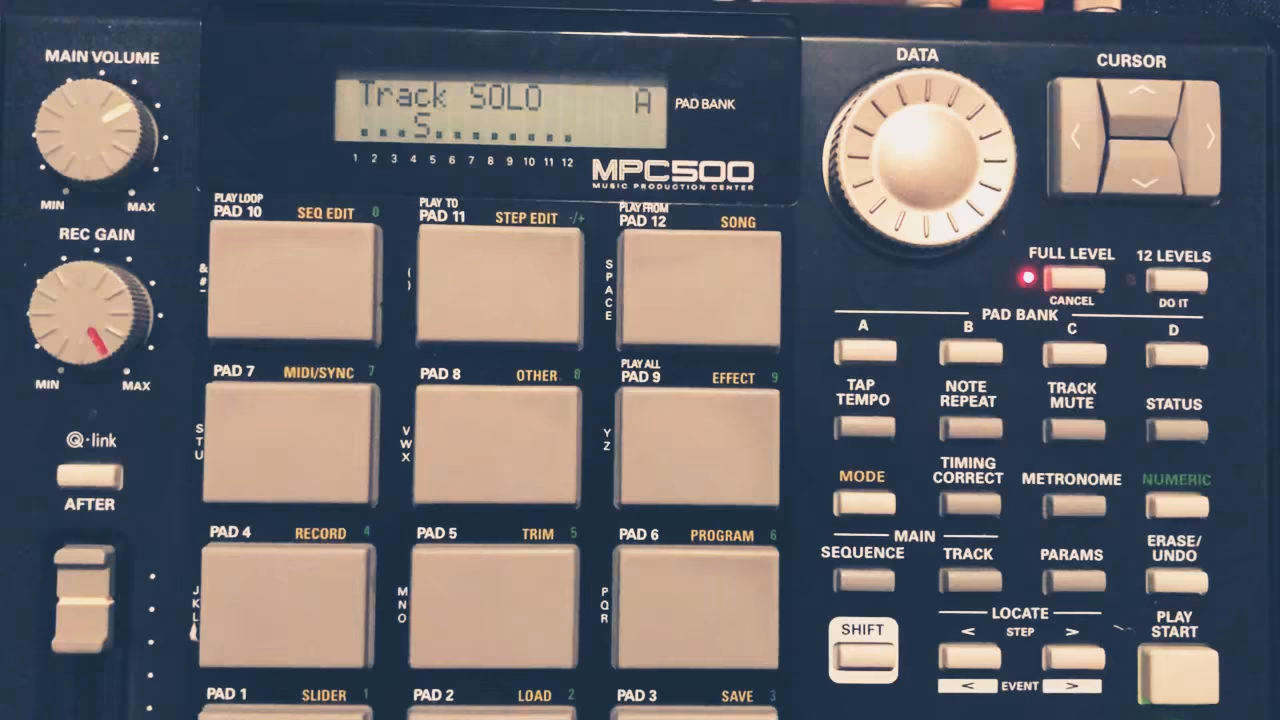 MAIN VOLUME
MIN MAX
REC GAIN
MIN MAX
Q·link
AFTER
Track SOLO A
S
PAD BANK
1 2 3 4 5 6 7 8 9 10 11 12
MPC500
MUSIC PRODUCTION CENTER
PLAY LOOP
PAD 10 SEQ EDIT 0
&#-
PLAY TO
PAD 11 STEP EDIT -/+
( )
PLAY FROM
PAD 12 SONG
SPACE
PAD 7 MIDI/SYNC 7
STU
PAD 8 OTHER 8
VWX
PLAY ALL
PAD 9 EFFECT 9
YZ
PAD 4 RECORD 4
JKL
PAD 5 TRIM 5
MNO
PAD 6 PROGRAM 6
PQR
PAD 1 SLIDER 1
PAD 2 LOAD 2
PAD 3 SAVE 3
DATA
CURSOR
FULL LEVEL
CANCEL
12 LEVELS
DO IT
PAD BANK
A B C D
TAP
TEMPO
NOTE
REPEAT
TRACK
MUTE
STATUS
MODE
TIMING
CORRECT
METRONOME
NUMERIC
MAIN
SEQUENCE
TRACK
PARAMS
ERASE/
UNDO
SHIFT
LOCATE
< STEP >
< EVENT >
PLAY
START